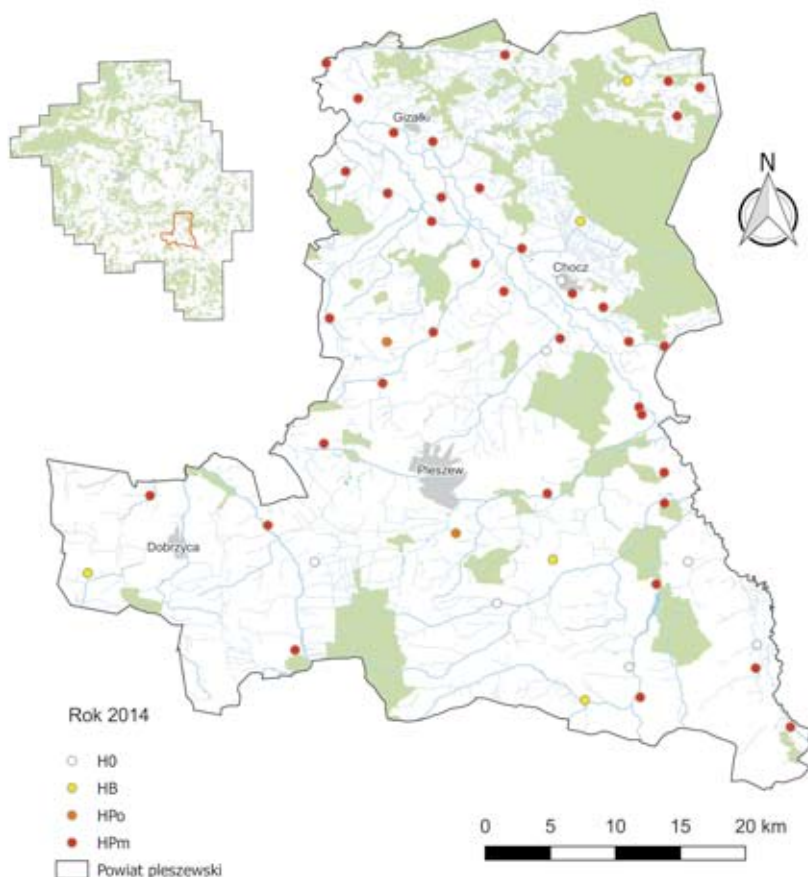 Gizałki
N
Chocz
Pleszew
Dobrzyca
Rok 2014
H0
HB
HPo
HPm
Powiat pleszewski
0 5 10 15 20 km